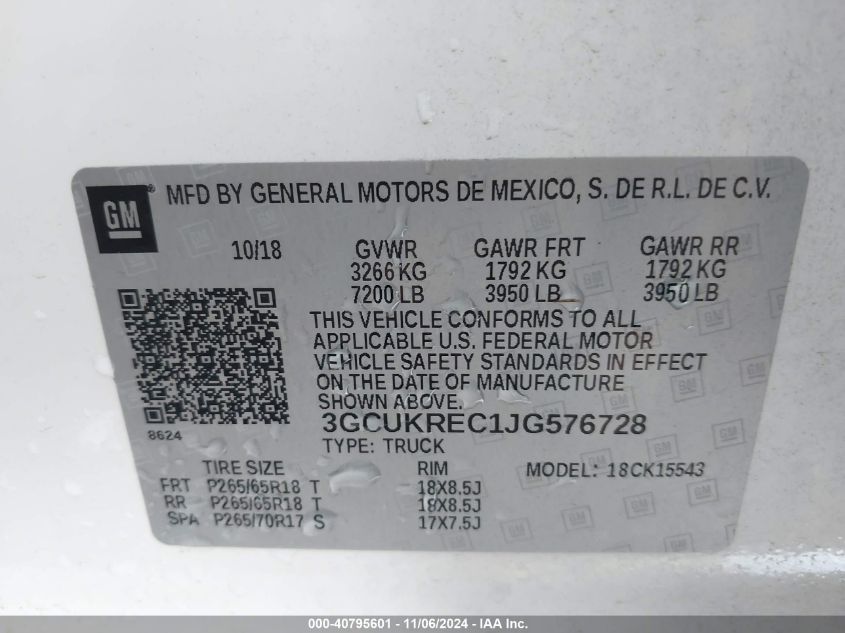 GM® MFD BY GENERAL MOTORS DE MEXICO, S. DE R.L. DE C.V.
10/18 GVWR GAWR FRT GAWR RR
3266 KG 1792 KG 1792 KG
7200 LB 3950 LB 3950 LB
THIS VEHICLE CONFORMS TO ALL
APPLICABLE U.S. FEDERAL MOTOR
VEHICLE SAFETY STANDARDS IN EFFECT
ON THE DATE OF MANUFACTURE
SHOWN ABOVE.
8624
3GCUKREC1JG576728
TYPE: TRUCK
TIRE SIZE RIM MODEL: 18CK15543
FRT P265/65R18 T 18X8.5J
RR P265/65R18 T 18X8.5J
SPA P265/70R17 S 17X7.5J
000-40795601 - 11/06/2024 - IAA Inc.